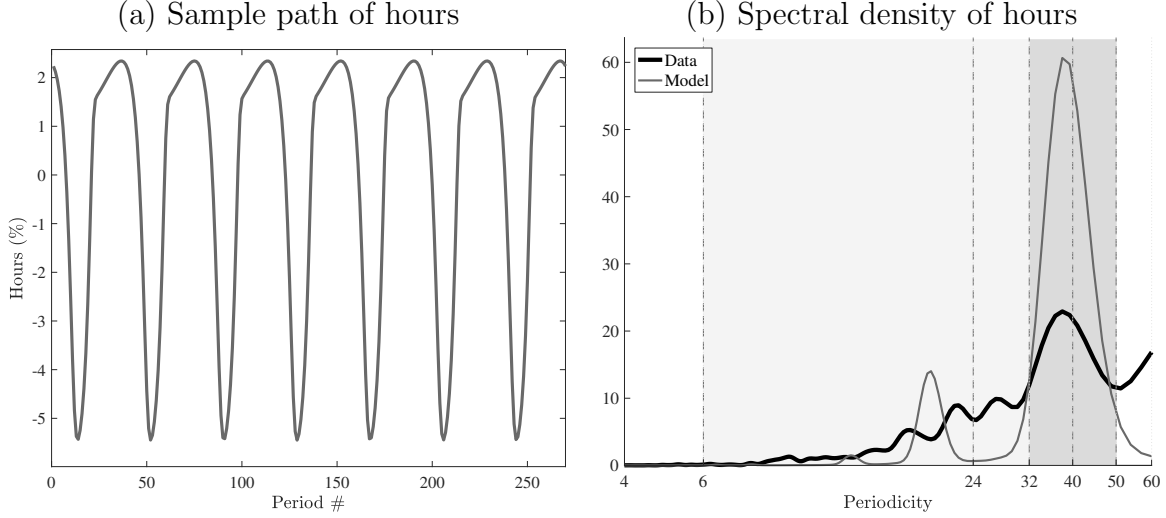 (a) Sample path of hours
2
1
0
-1
-2
-3
-4
-5
Hours (%)
0 50 100 150 200 250
Period #
(b) Spectral density of hours
Data
Model
60
50
40
30
20
10
0
4 6 24 32 40 50 60
Periodicity